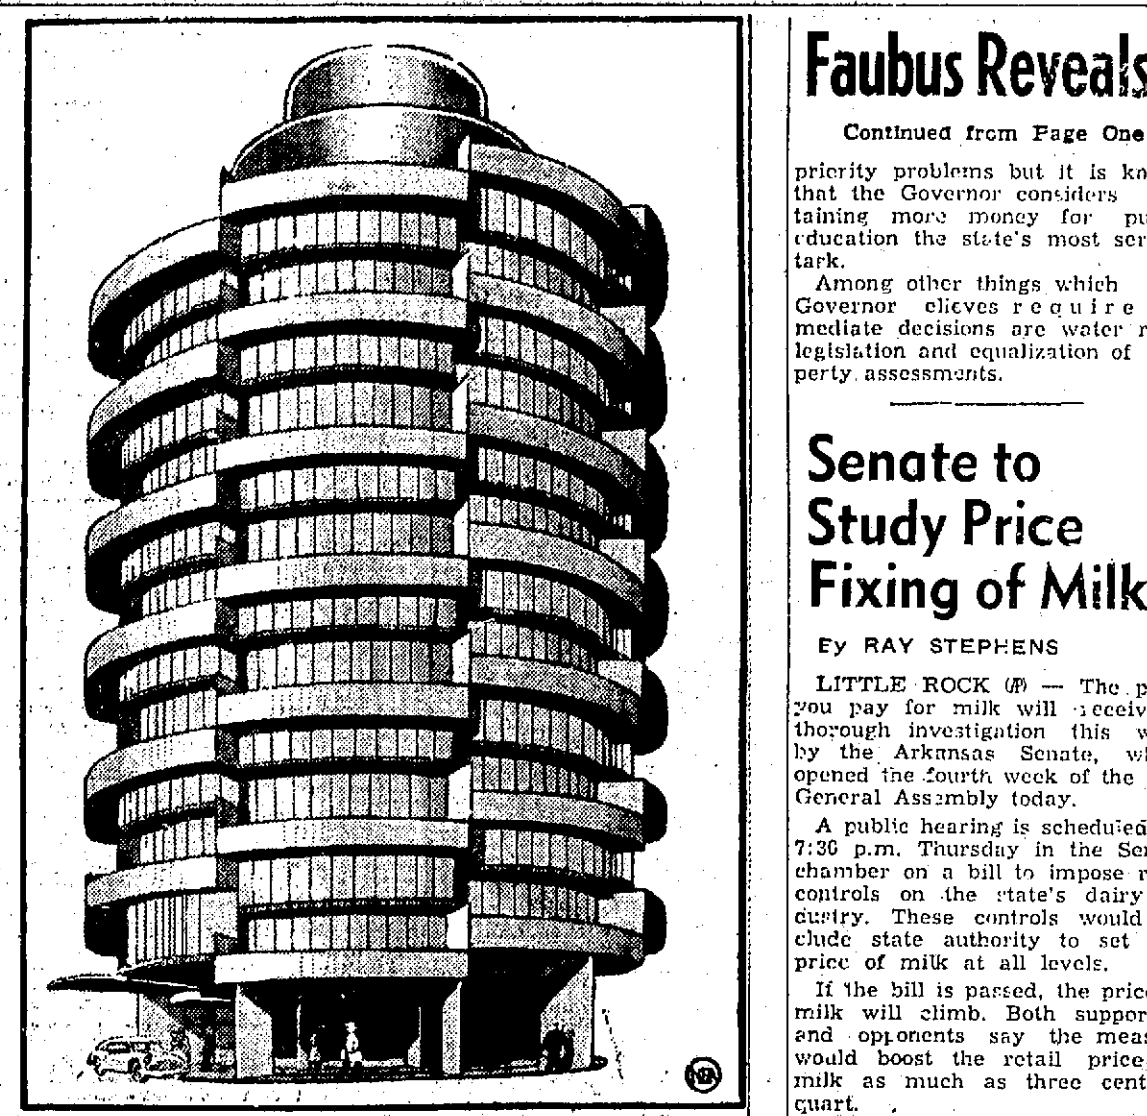 Faubus Reveals
Continued from Page One
priority problems but it is kn
that the Governor considers
taining more money for pu
education the state's most ser
tark.
Among other things which
Governor elieves require
mediate decisions are water r
legislation and equalization of
perty assessments.
Senate to
Study Price
Fixing of Milk
By RAY STEPHENS
LITTLE ROCK (AP) — The p
you pay for milk will receiv
thorough investigation this w
by the Arkansas Senate, wh
opened the fourth week of the
General Assembly today.
A public hearing is scheduled
7:30 p.m. Thursday in the Sen
chamber on a bill to impose r
controls on the state's dairy
dustry. These controls would
clude state authority to set
price of milk at all levels.
If the bill is passed, the price
milk will climb. Both suppor
and opponents say the meas
would boost the retail price
milk as much as three cent
quart.